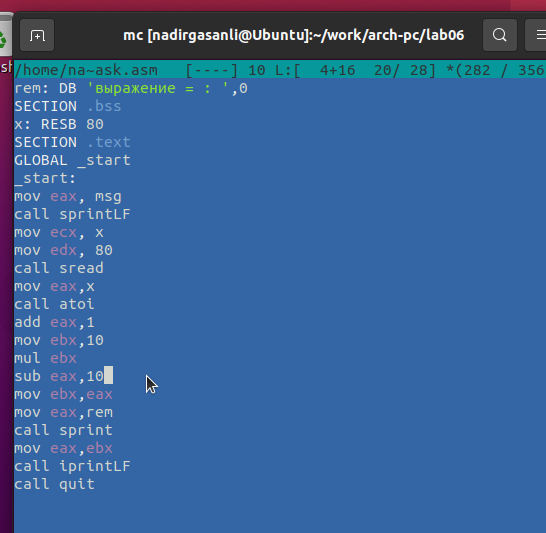 mc [nadirgasanli@Ubuntu]:~/work/arch-pc/lab06
sh
/home/na~ask.asm   [----] 10 L:[  4+16  20/ 28] *(282 / 356
rem: DB 'выражение = : ',0
SECTION .bss
x: RESB 80
SECTION .text
GLOBAL _start
_start:
mov eax, msg
call sprintLF
mov ecx, x
mov edx, 80
call sread
mov eax,x
call atoi
add eax,1
mov ebx,10
mul ebx
sub eax,10
mov ebx,eax
mov eax,rem
call sprint
mov eax,ebx
call iprintLF
call quit